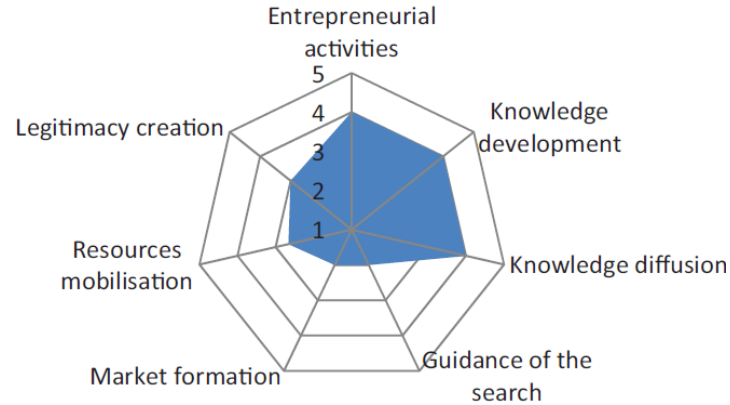 Entrepreneurial
activities
5
4
3
2
1
Knowledge
development
Knowledge diffusion
Guidance of the
search
Market formation
Resources
mobilisation
Legitimacy creation